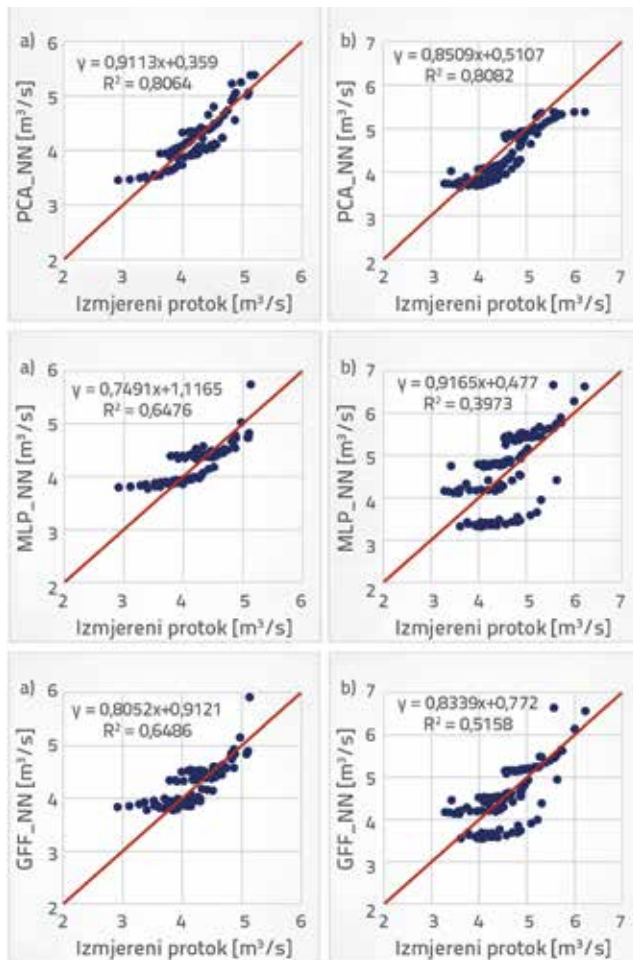 a)
y = 0,9113x+0,359
R² = 0,8064
PCA_NN [m³/s]
6
5
4
3
2
2 3 4 5 6
Izmjereni protok [m³/s]
b)
y = 0,8509x+0,5107
R² = 0,8082
PCA_NN [m³/s]
7
6
5
4
3
2
2 3 4 5 6 7
Izmjereni protok [m³/s]
a)
y = 0,7491x+1,1165
R² = 0,6476
MLP_NN [m³/s]
6
5
4
3
2
2 3 4 5 6
Izmjereni protok [m³/s]
b)
y = 0,9165x+0,477
R² = 0,3973
MLP_NN [m³/s]
7
6
5
4
3
2
2 3 4 5 6 7
Izmjereni protok [m³/s]
a)
y = 0,8052x+0,9121
R² = 0,6486
GFF_NN [m³/s]
6
5
4
3
2
2 3 4 5 6
Izmjereni protok [m³/s]
b)
y = 0,8339x+0,772
R² = 0,5158
GFF_NN [m³/s]
7
6
5
4
3
2
2 3 4 5 6 7
Izmjereni protok [m³/s]